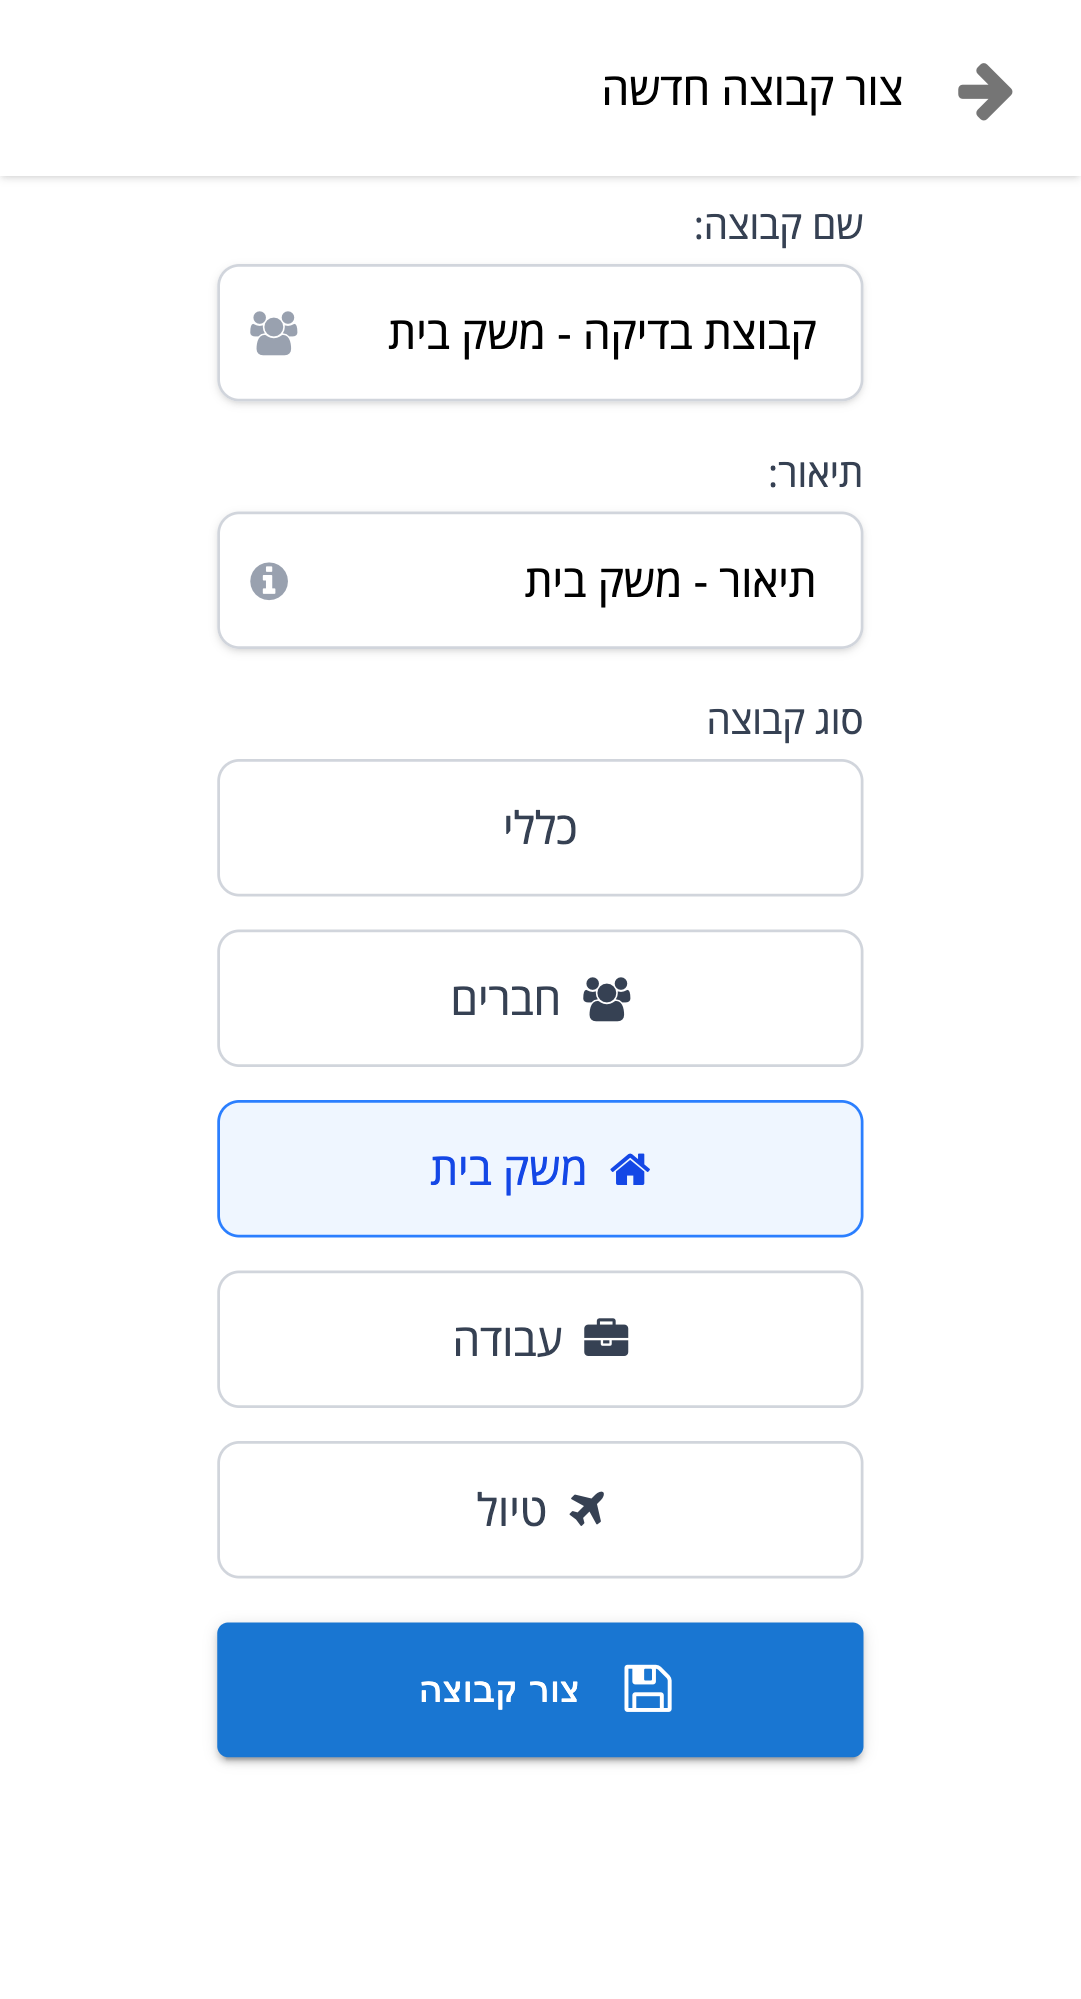 צור קבוצה חדשה
שם קבוצה:
קבוצת בדיקה - משק בית
תיאור:
תיאור - משק בית
סוג קבוצה
כללי
חברים
משק בית
עבודה
טיול
צור קבוצה